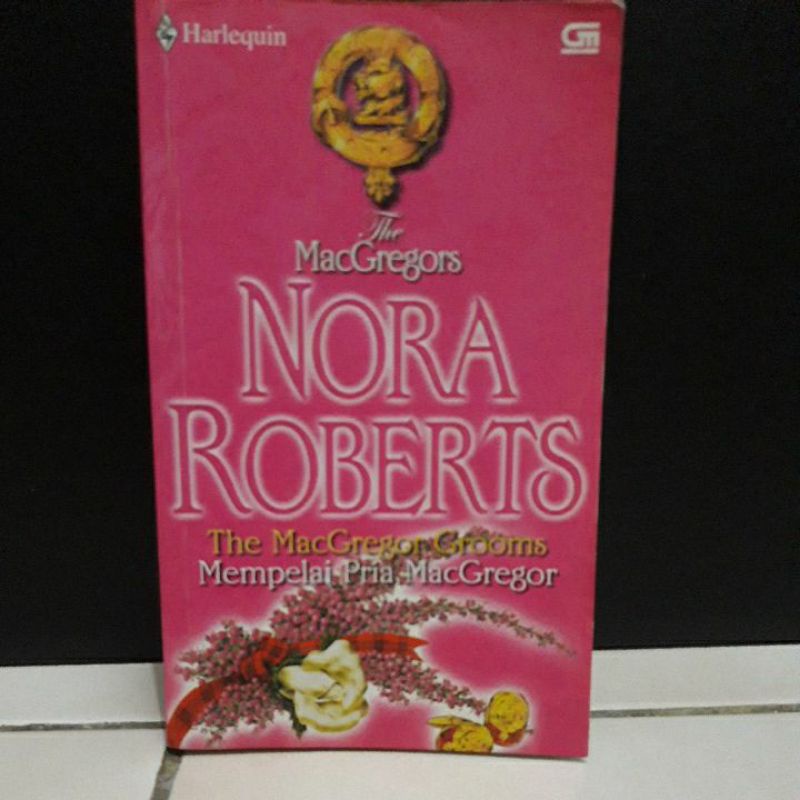 Harlequin
GM
The
MacGregors
NORA
ROBERTS
The MacGregor Grooms
Mempelai Pria MacGregor